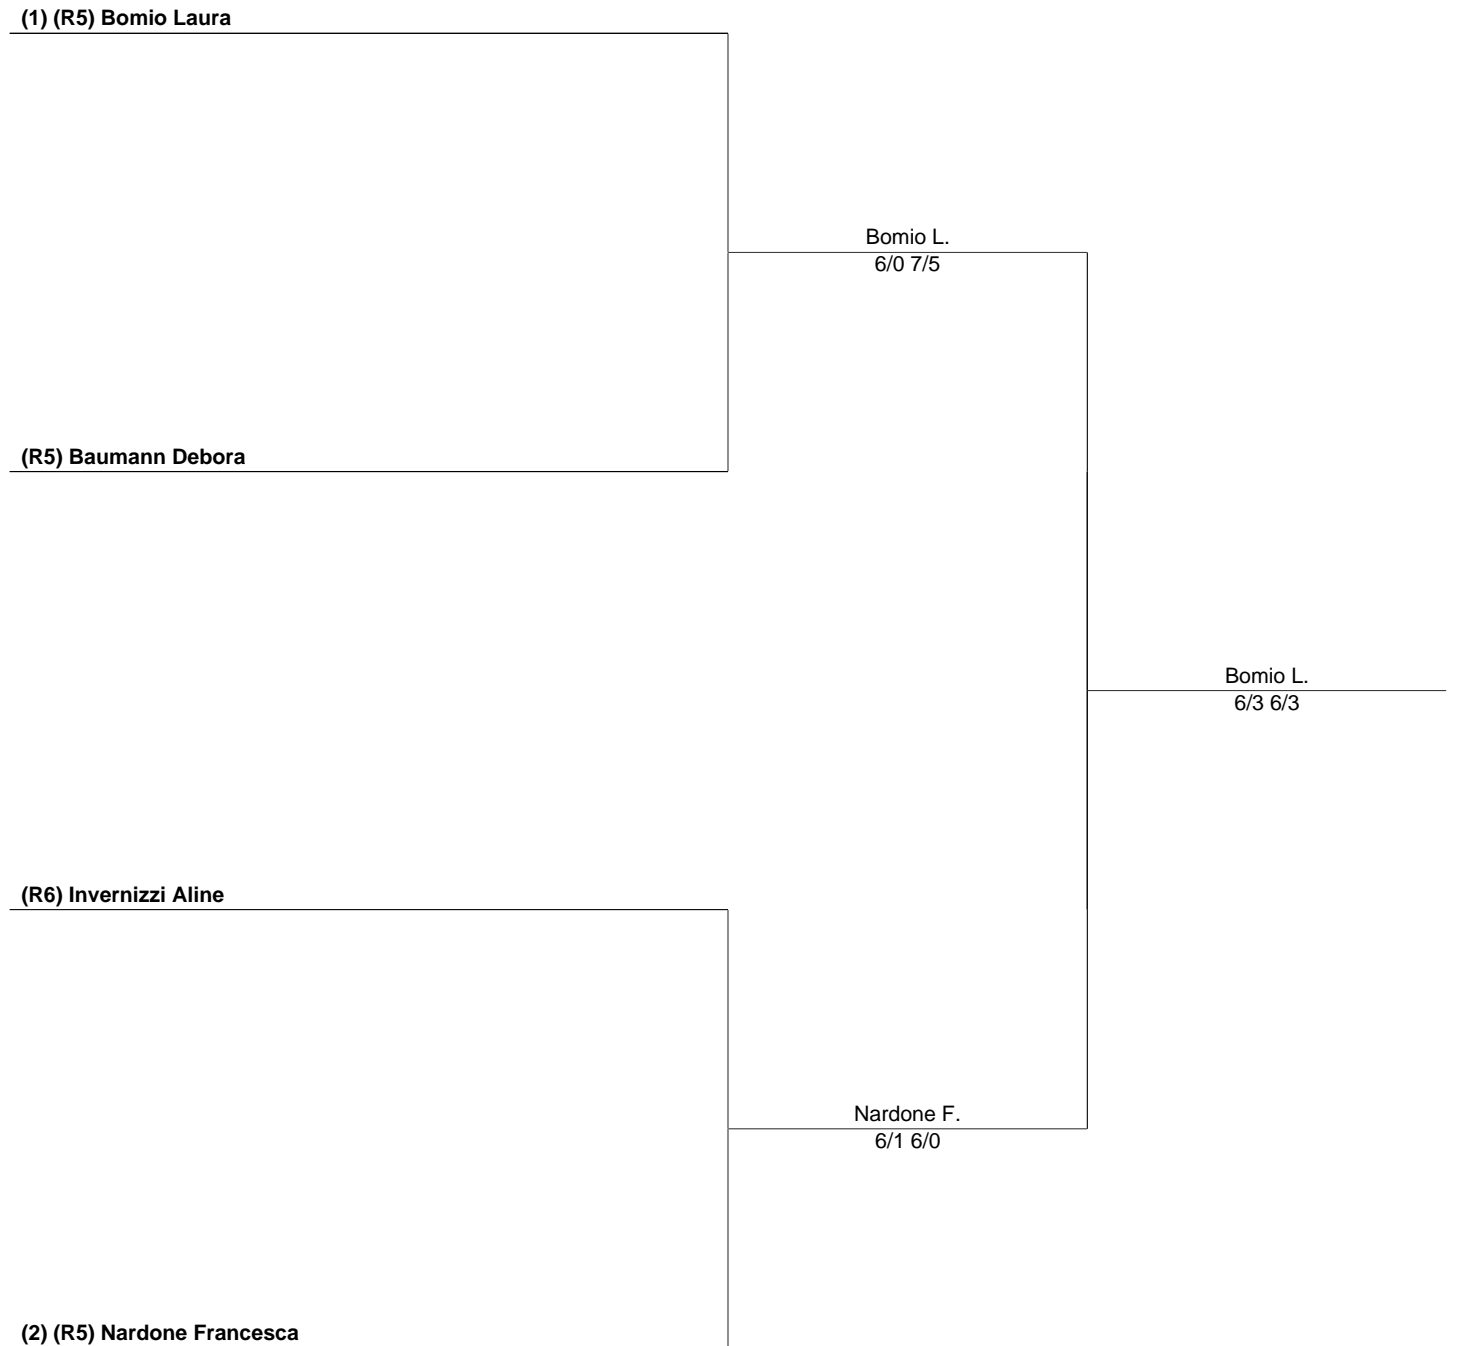 (1) (R5) Bomio Laura
Bomio L.
6/0 7/5
(R5) Baumann Debora
Bomio L.
6/3 6/3
(R6) Invernizzi Aline
Nardone F.
6/1 6/0
(2) (R5) Nardone Francesca